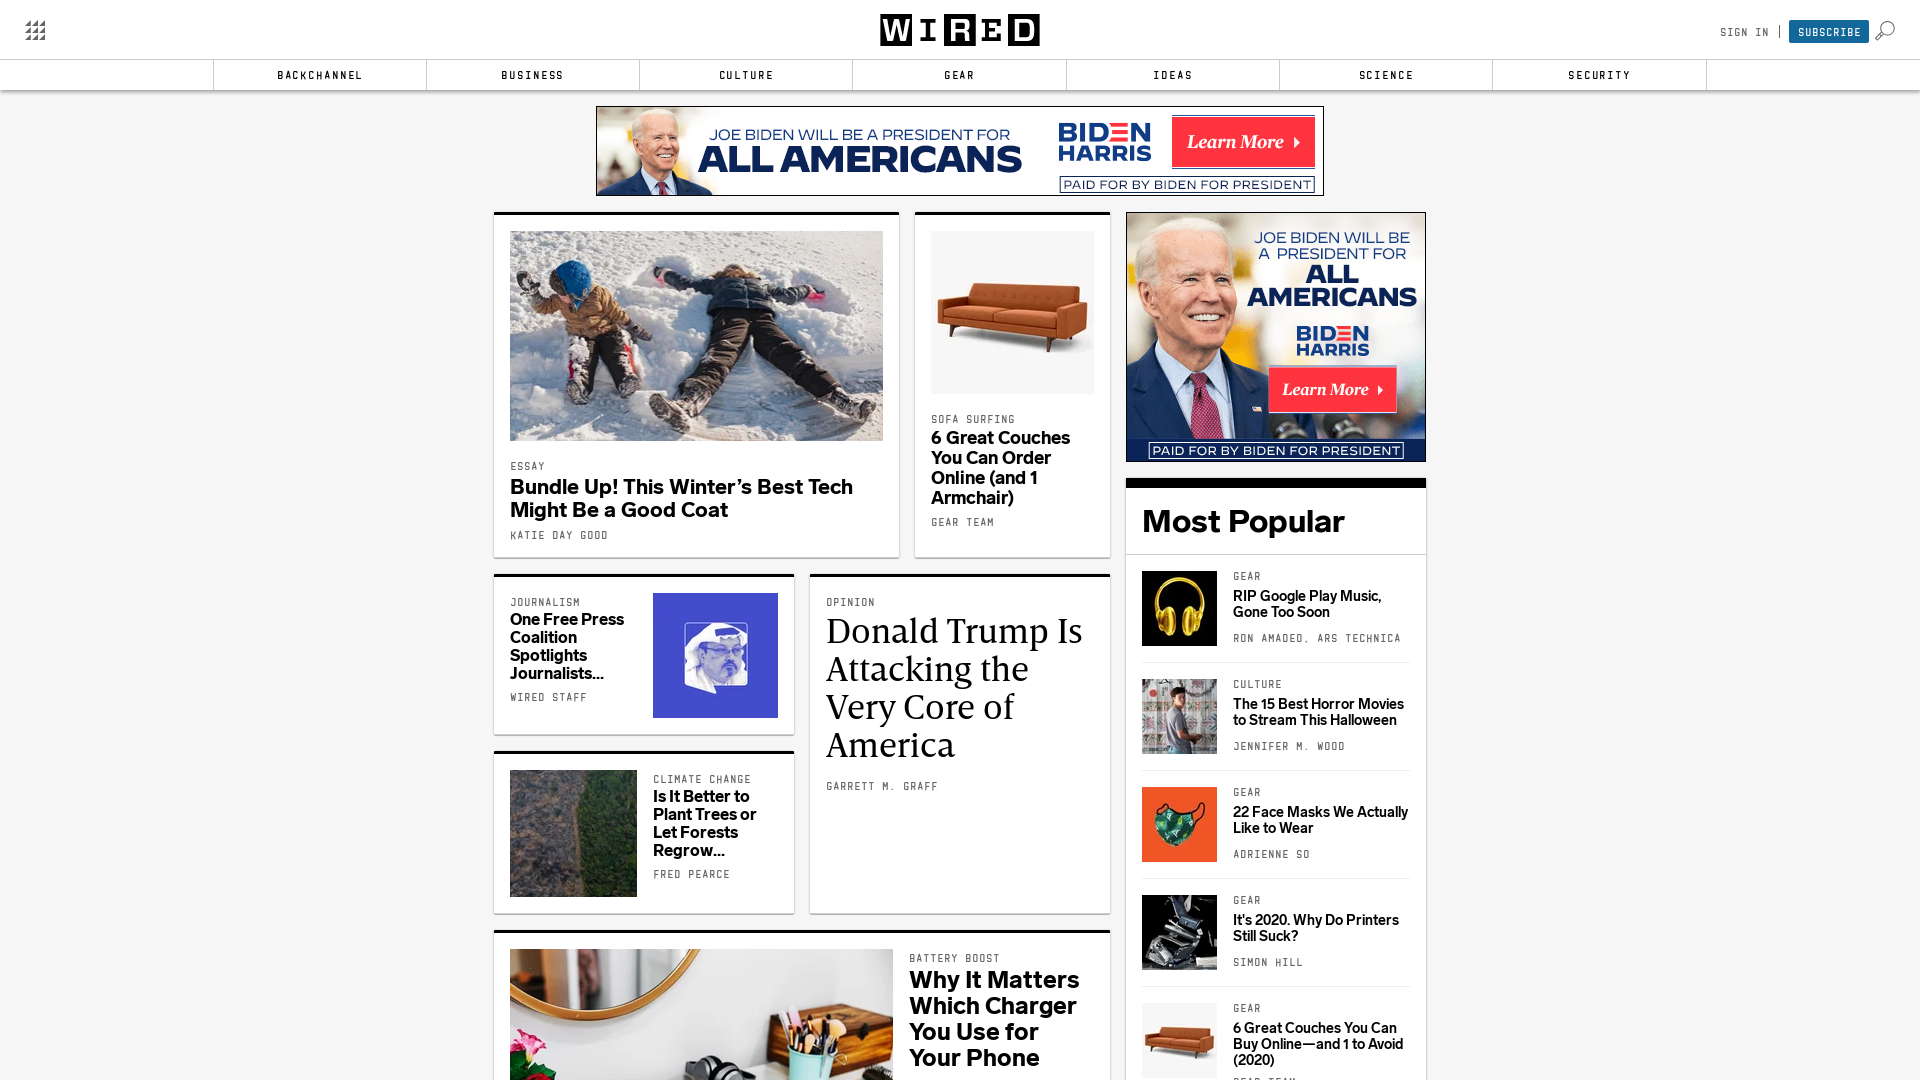 WIRED
SIGN IN
SUBSCRIBE
BACKCHANNEL
BUSINESS
CULTURE
GEAR
IDEAS
SCIENCE
SECURITY
JOE BIDEN WILL BE A PRESIDENT FOR
ALL AMERICANS
BIDEN
HARRIS
Learn More
PAID FOR BY BIDEN FOR PRESIDENT
ESSAY
Bundle Up! This Winter’s Best Tech
Might Be a Good Coat
KATIE DAY GOOD
SOFA SURFING
6 Great Couches
You Can Order
Online (and 1
Armchair)
GEAR TEAM
JOE BIDEN WILL BE
A PRESIDENT FOR
ALL
AMERICANS
BIDEN
HARRIS
Learn More
PAID FOR BY BIDEN FOR PRESIDENT
JOURNALISM
One Free Press
Coalition
Spotlights
Journalists...
WIRED STAFF
OPINION
Donald Trump Is
Attacking the
Very Core of
America
GARRETT M. GRAFF
CLIMATE CHANGE
Is It Better to
Plant Trees or
Let Forests
Regrow...
FRED PEARCE
BATTERY BOOST
Why It Matters
Which Charger
You Use for
Your Phone
Most Popular
GEAR
RIP Google Play Music,
Gone Too Soon
RON AMADEO, ARS TECHNICA
CULTURE
The 15 Best Horror Movies
to Stream This Halloween
JENNIFER M. WOOD
GEAR
22 Face Masks We Actually
Like to Wear
ADRIENNE SO
GEAR
It's 2020. Why Do Printers
Still Suck?
SIMON HILL
GEAR
6 Great Couches You Can
Buy Online—and 1 to Avoid
(2020)